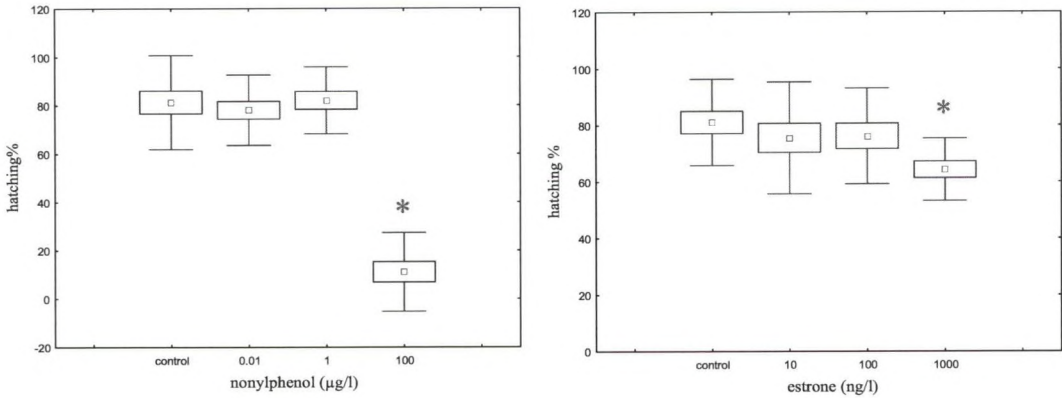 120
100
80
60
40
20
0
-20
hatching%
*
control 0.01 1 100
nonylphenol (µg/l)
120
100
80
60
40
20
0
hatching %
*
control 10 100 1000
estrone (ng/l)